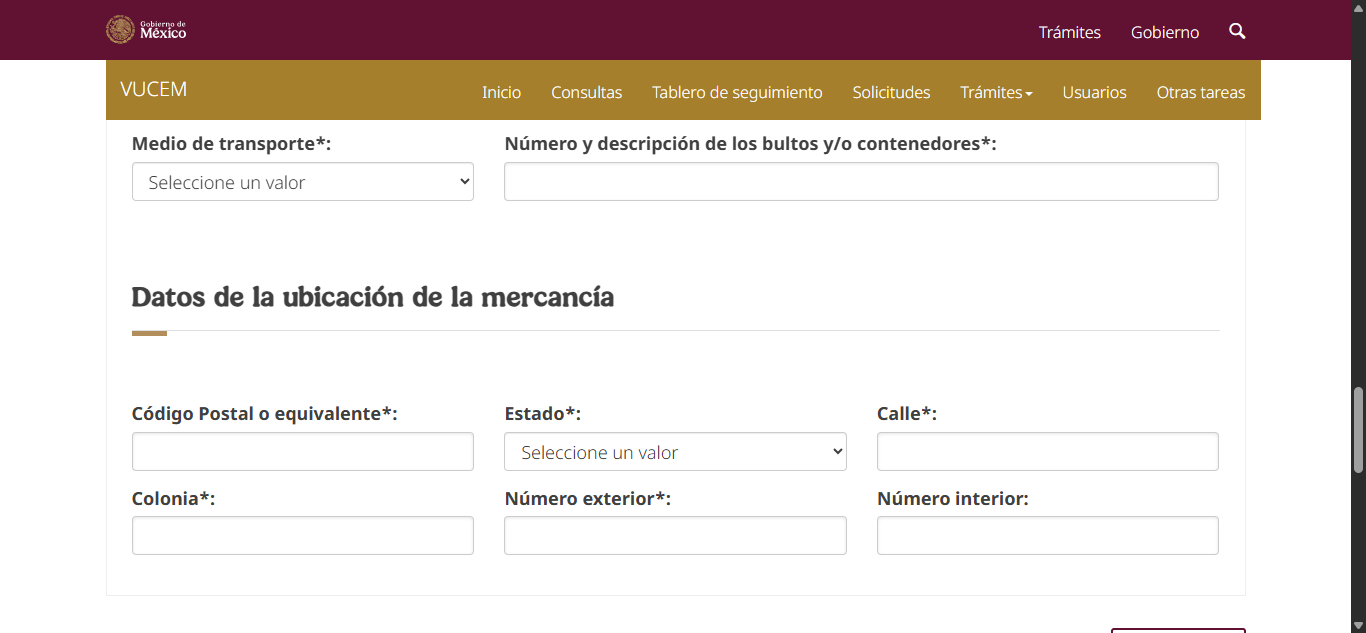 Gobierno de
México
Trámites Gobierno
VUCEM
Inicio Consultas Tablero de seguimiento Solicitudes Trámites Usuarios Otras tareas
Medio de transporte*: Número y descripción de los bultos y/o contenedores*:
Seleccione un valor
Datos de la ubicación de la mercancía
Código Postal o equivalente*: Estado*: Calle*:
Seleccione un valor
Colonia*: Número exterior*: Número interior: